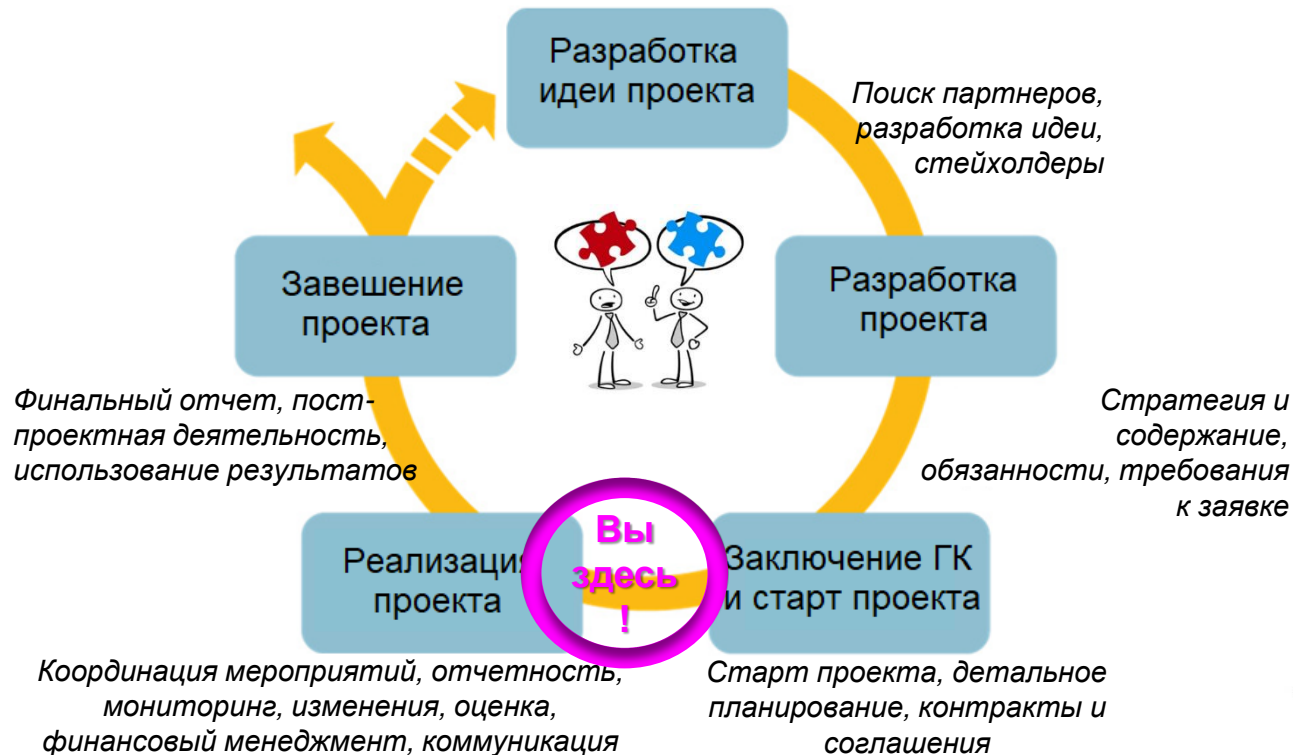 Разработка
идеи проекта
Поиск партнеров,
разработка идеи,
стейхолдеры
Завешение
проекта
Разработка
проекта
Финальный отчет, пост-
проектная деятельность,
использование результатов
Стратегия и
содержание,
обязанности, требования
к заявке
Реализация
проекта
Вы
здесь
!
Заключение ГК
и старт проекта
Координация мероприятий, отчетность,
мониторинг, изменения, оценка,
финансовый менеджмент, коммуникация
Старт проекта, детальное
планирование, контракты и
соглашения